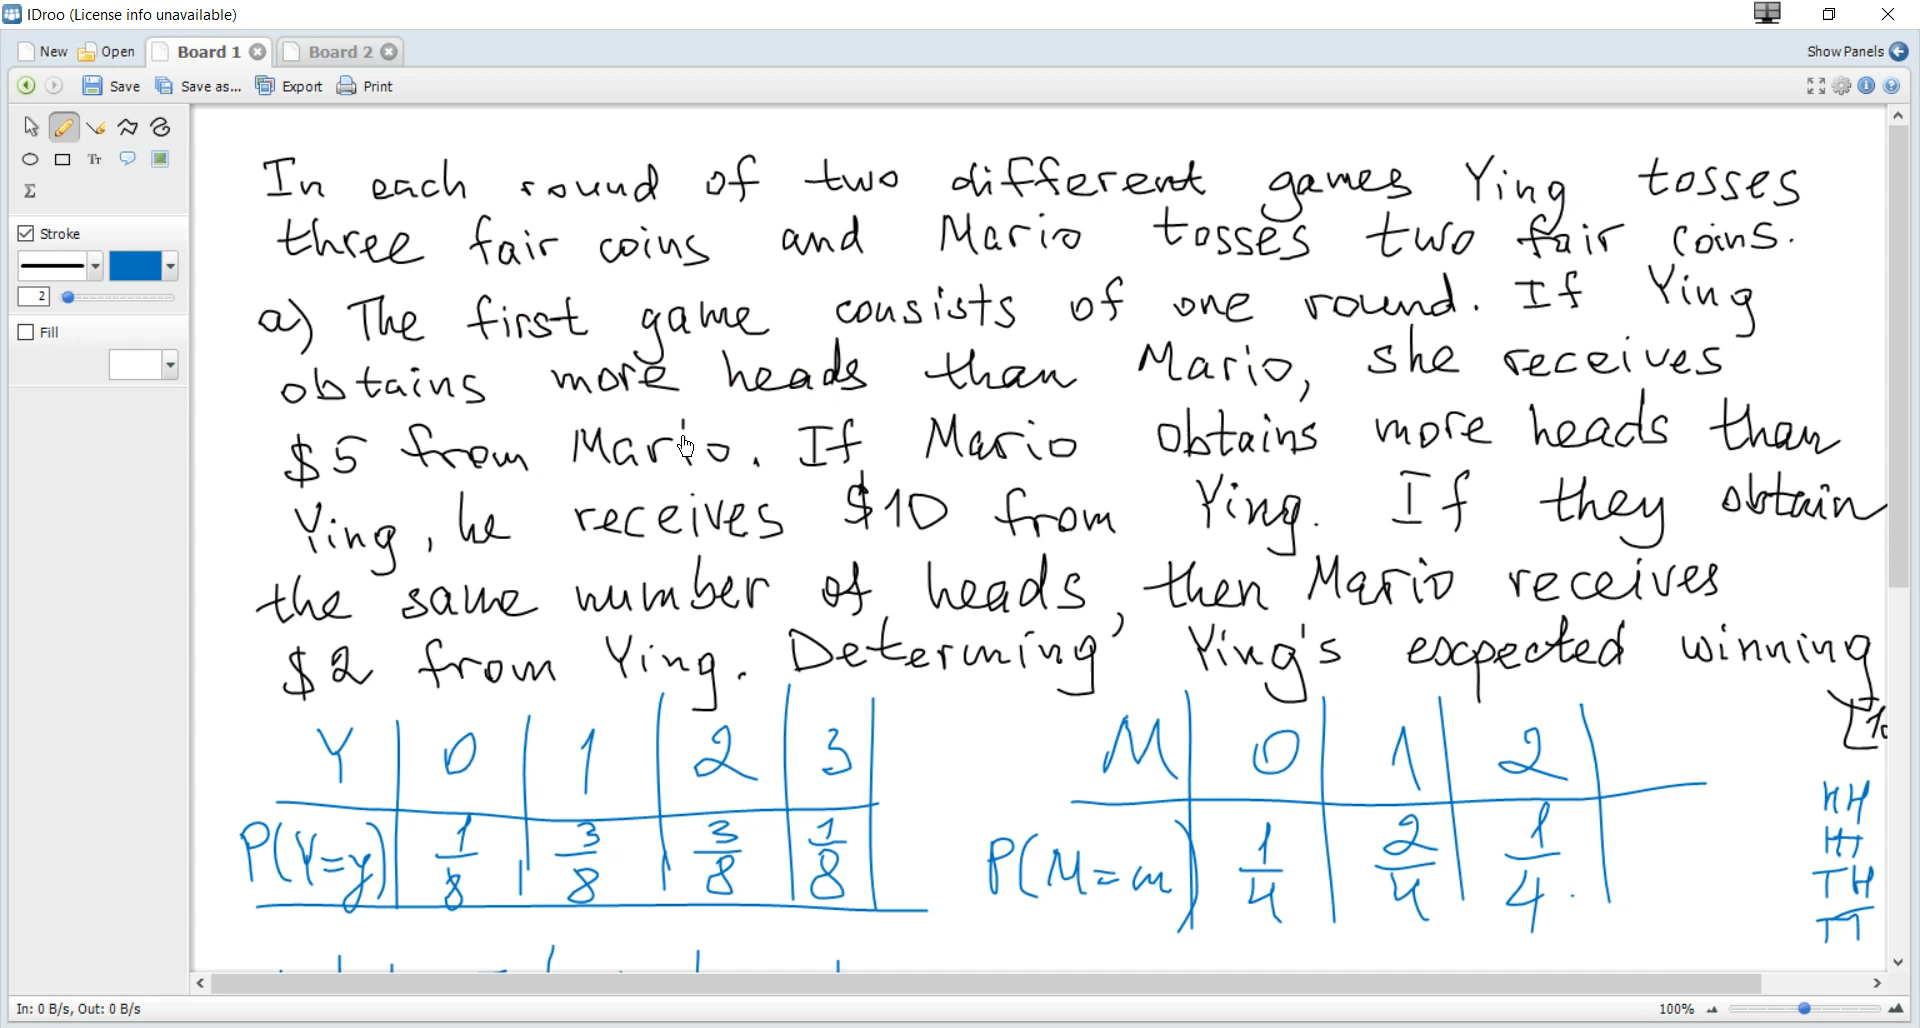 IDroo (License info unavailable)
New Open Board 1 Board 2 Show Panels
Save Save as... Export Print
Tт
Σ
Stroke
2
Fill
In each round of two different games Ying tosses
three fair coins and Mario tosses two fair coins.
a) The first game consists of one round. If Ying
obtains more heads than Mario, she receives
$5 from Mario. If Mario obtains more heads than
Ying, he receives $10 from Ying. If they obtain
the same number of heads, then Mario receives
$2 from Ying. Determing Ying's expected winning
Y 0 1 2 3
P(Y=y) 1/8 3/8 3/8 1/8
M 0 1 2
P(M=m) 1/4 2/4 1/4.
HH
HT
TH
TT
In: 0 B/s, Out: 0 B/s
100%